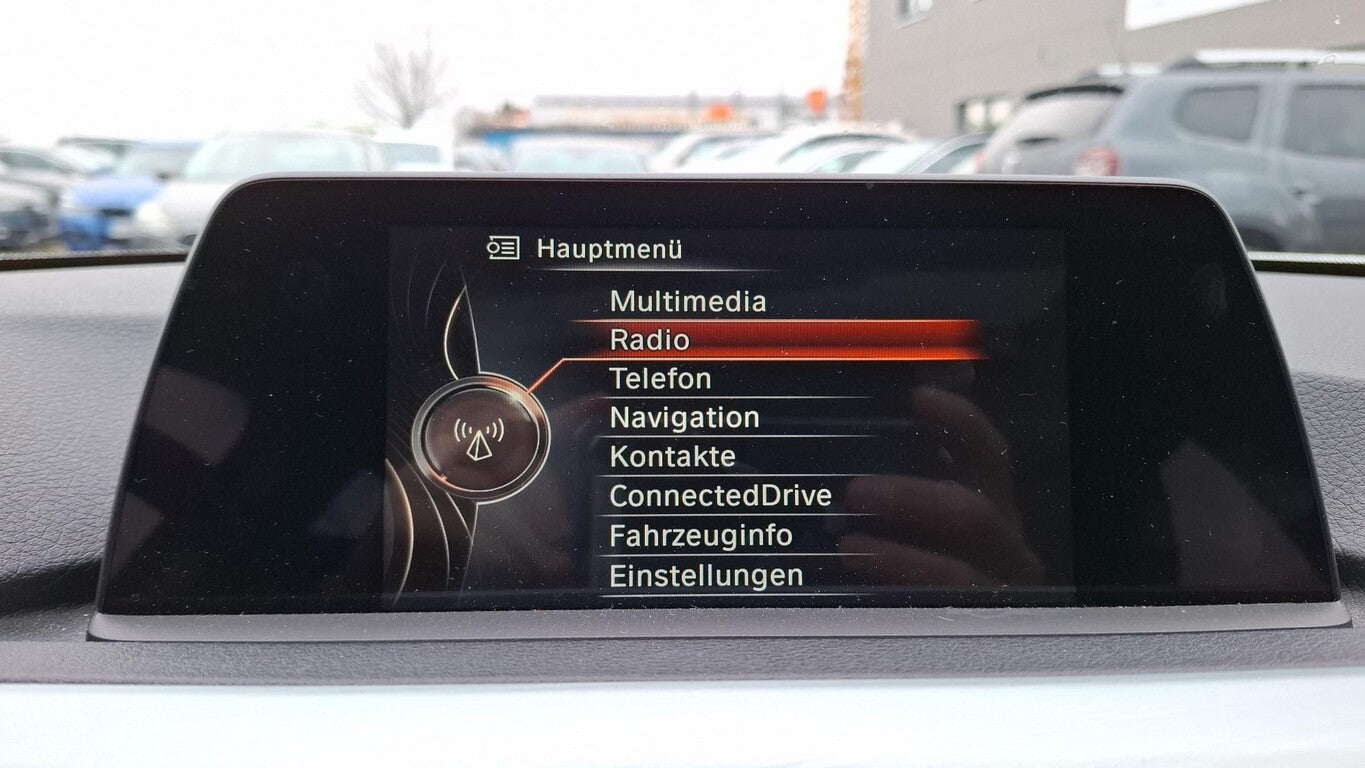 Hauptmenü
Multimedia
Radio
Telefon
Navigation
Kontakte
ConnectedDrive
Fahrzeuginfo
Einstellungen